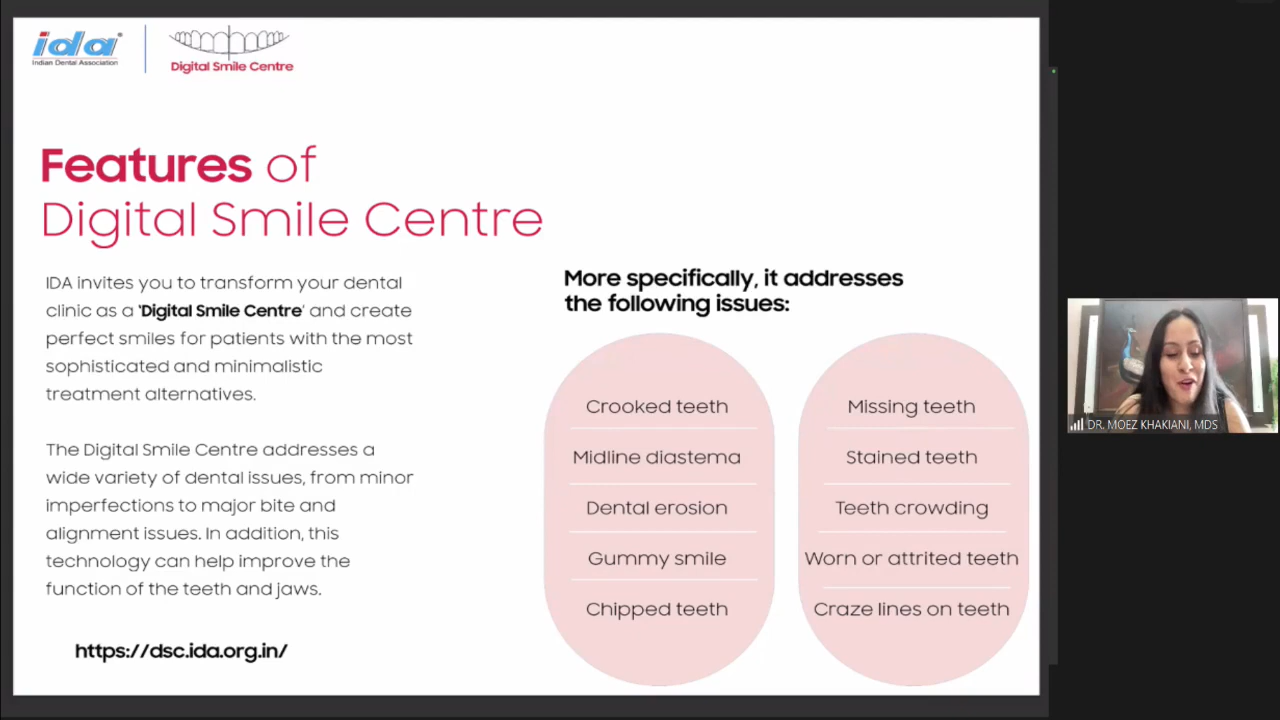 ida®
Indian Dental Association
Digital Smile Centre
Features of
Digital Smile Centre
IDA invites you to transform your dental
clinic as a ‘Digital Smile Centre’ and create
perfect smiles for patients with the most
sophisticated and minimalistic
treatment alternatives.
The Digital Smile Centre addresses a
wide variety of dental issues, from minor
imperfections to major bite and
alignment issues. In addition, this
technology can help improve the
function of the teeth and jaws.
https://dsc.ida.org.in/
More specifically, it addresses
the following issues:
Crooked teeth
Midline diastema
Dental erosion
Gummy smile
Chipped teeth
Missing teeth
Stained teeth
Teeth crowding
Worn or attrited teeth
Craze lines on teeth
DR. MOEZ KHAKIANI, MDS